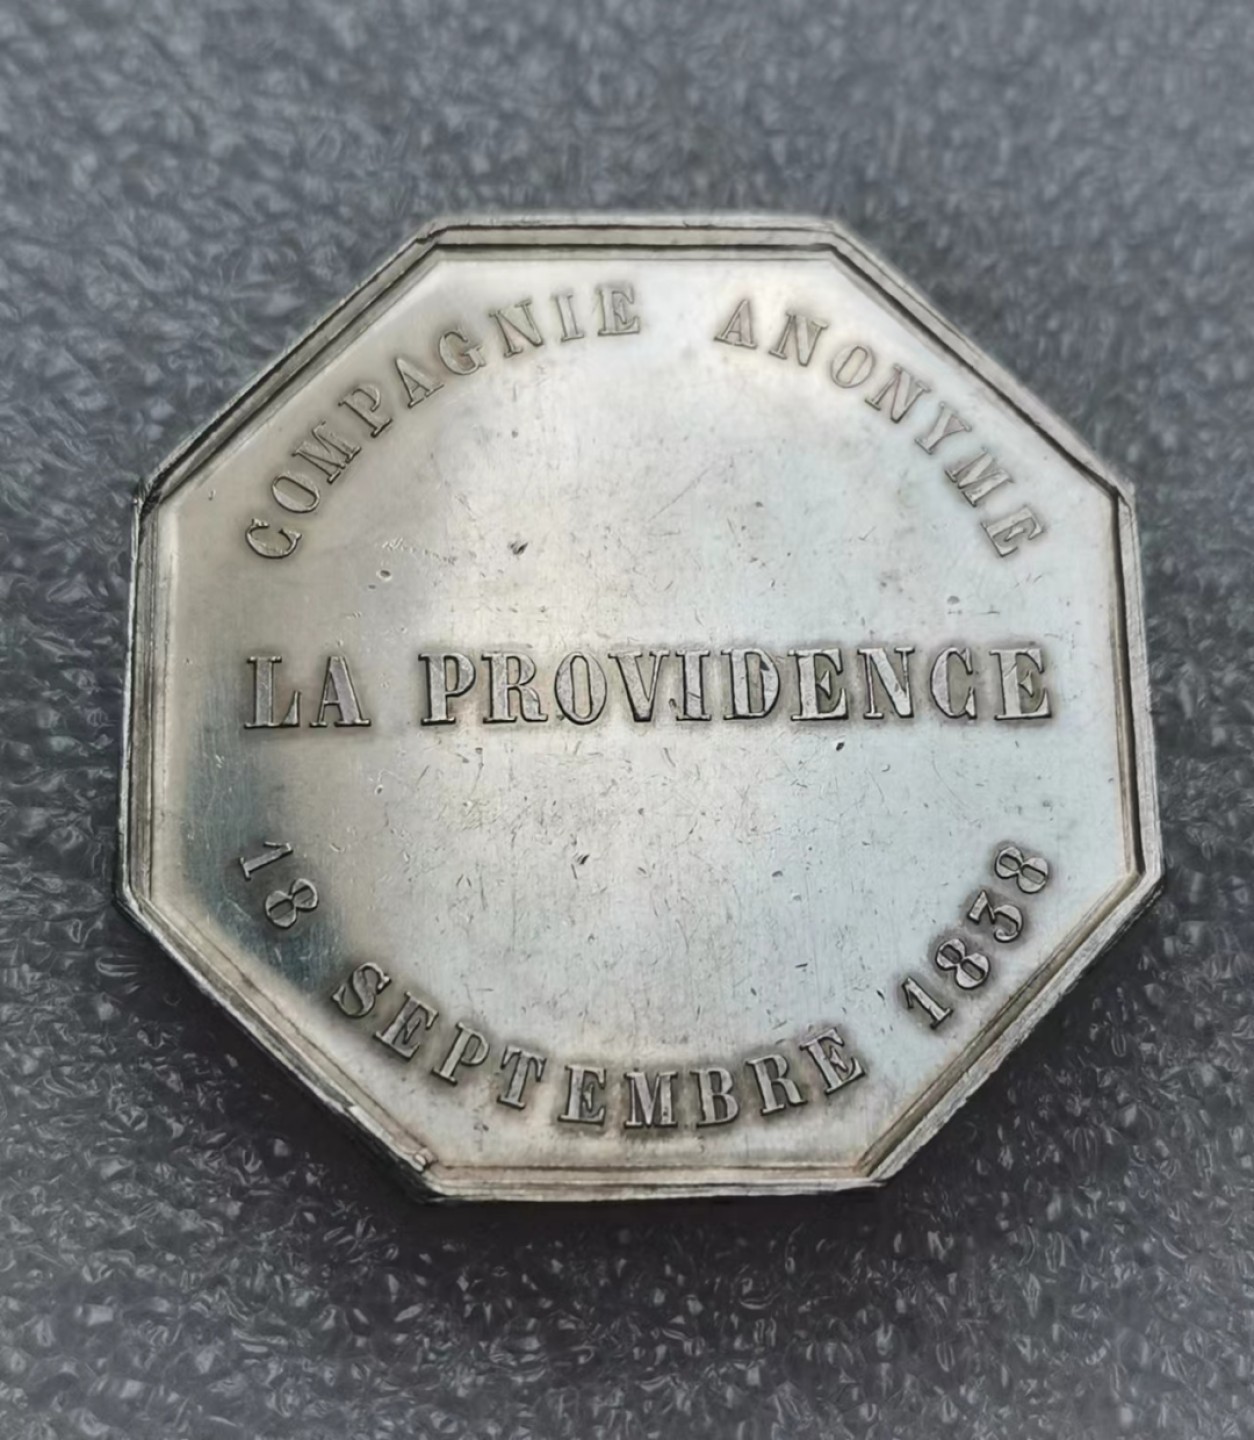 COMPAGNIE ANONYME
LA PROVIDENCE
18 SEPTEMBRE 1838